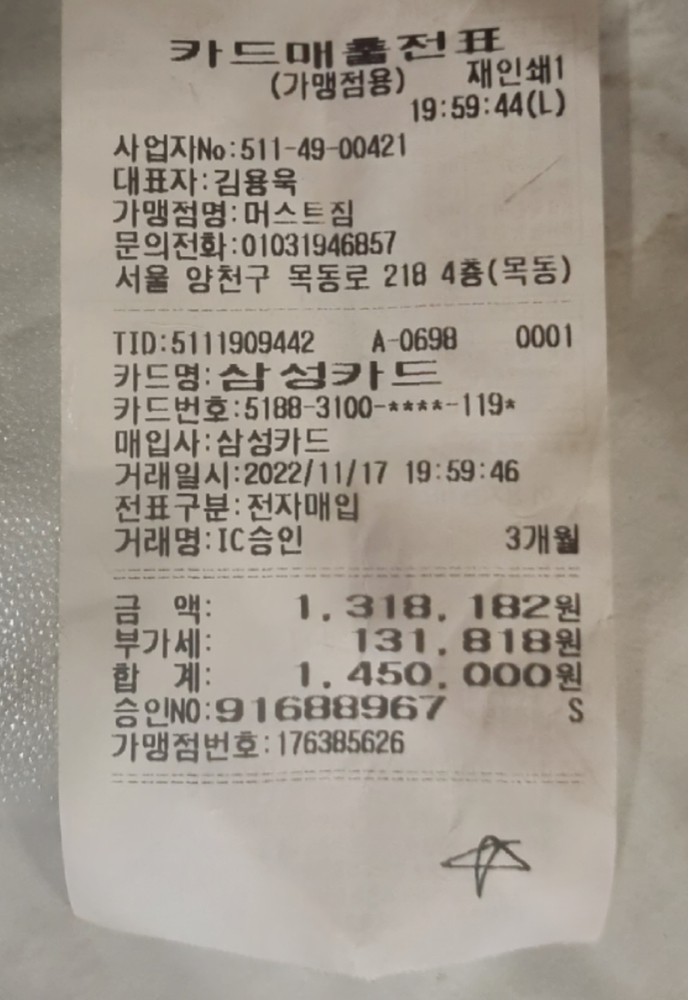 카드매출전표
(가맹점용) 재인쇄1
19:59:44(L)
사업자No:511-49-00421
대표자:김용욱
가맹점명:머스트짐
문의전화:01031946857
서울 양천구 목동로 218 4층(목동)
TID:5111909442 A-0698 0001
카드명:삼성카드
카드번호:5188-3100-****-119*
매입사:삼성카드
거래일시:2022/11/17 19:59:46
전표구분:전자매입
거래명:IC승인 3개월
금 액: 1,318,182원
부가세: 131,818원
합 계: 1,450,000원
승인NO:91688967 S
가맹점번호:176385626